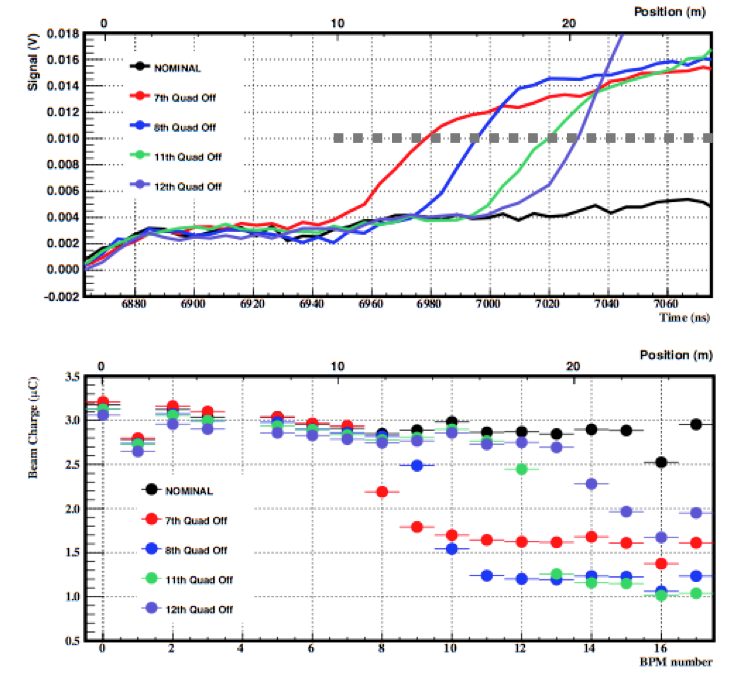 Position (m)
0 10 20
Signal (V)
0.018
0.016
0.014
0.012
0.010
0.008
0.006
0.004
0.002
0.000
-0.002
NOMINAL
7th Quad Off
8th Quad Off
11th Quad Off
12th Quad Off
6880 6900 6920 6940 6960 6980 7000 7020 7040 7060
Time (ns)
Position (m)
0 10 20
Beam Charge (μC)
3.5
3.0
2.5
2.0
1.5
1.0
0.5
NOMINAL
7th Quad Off
8th Quad Off
11th Quad Off
12th Quad Off
0 2 4 6 8 10 12 14 16
BPM number